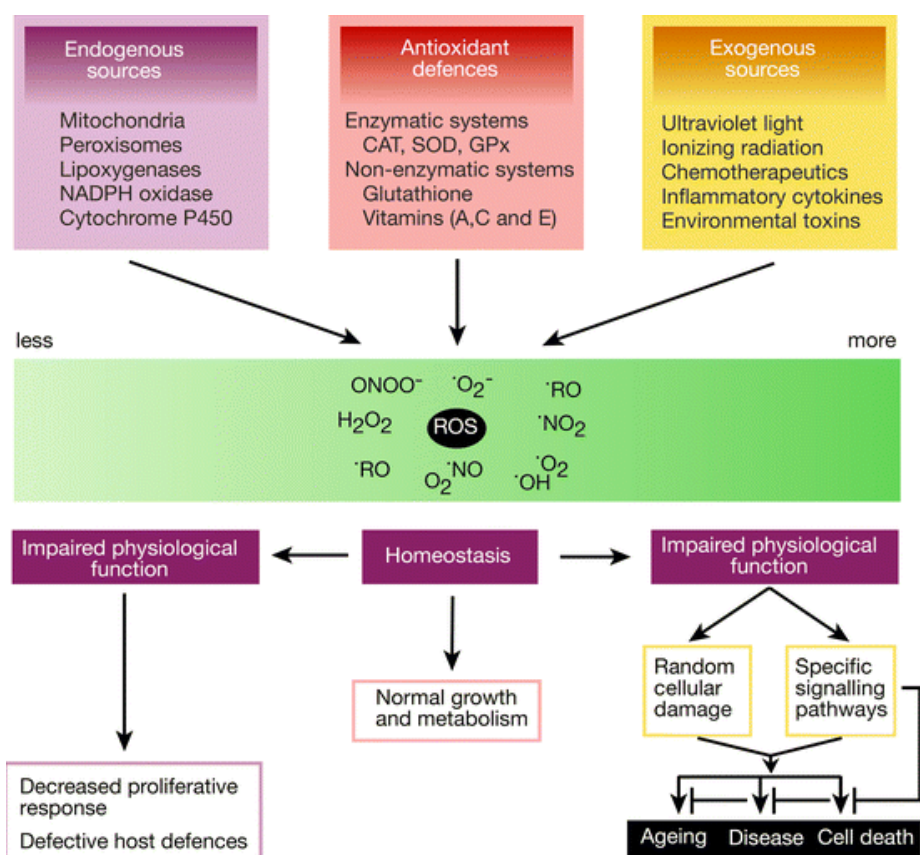 Endogenous
sources
Mitochondria
Peroxisomes
Lipoxygenases
NADPH oxidase
Cytochrome P450
Antioxidant
defences
Enzymatic systems
CAT, SOD, GPx
Non-enzymatic systems
Glutathione
Vitamins (A,C and E)
Exogenous
sources
Ultraviolet light
Ionizing radiation
Chemotherapeutics
Inflammatory cytokines
Environmental toxins
less
more
ONOO⁻ ˙O₂⁻ ˙RO
H₂O₂ ROS ˙NO₂
˙RO O₂ ˙NO ˙OH ˙O₂
Impaired physiological
function
Homeostasis
Impaired physiological
function
Normal growth
and metabolism
Random
cellular
damage
Specific
signalling
pathways
Decreased proliferative
response
Defective host defences
Ageing Disease Cell death